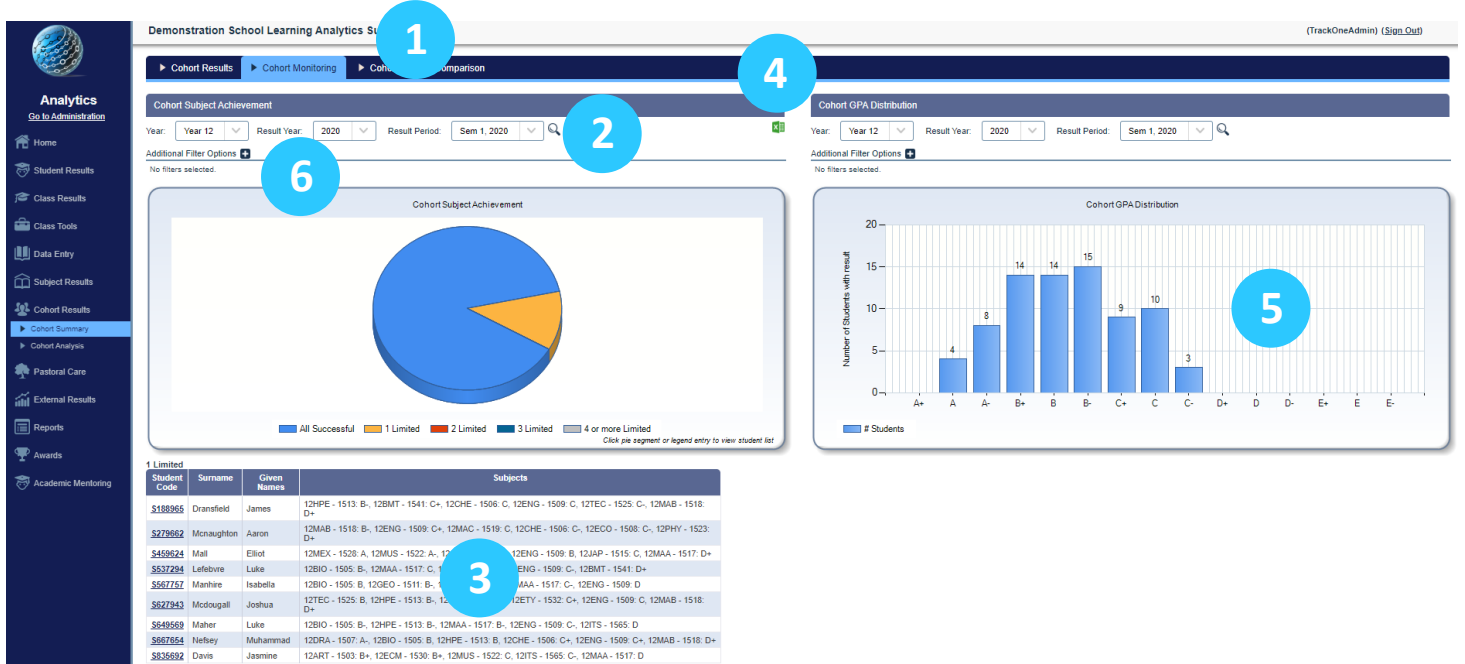 Demonstration School Learning Analytics
(TrackOneAdmin) (Sign Out)
1
Cohort Results
Cohort Monitoring
Comparison
4
Analytics
Go to Administration
Home
Student Results
Class Results
Class Tools
Data Entry
Subject Results
Cohort Results
Cohort Summary
Cohort Analysis
Pastoral Care
External Results
Reports
Awards
Academic Mentoring
Cohort Subject Achievement
Year: Year 12 Result Year: 2020 Result Period: Sem 1, 2020
2
Additional Filter Options
No filters selected.
6
Cohort Subject Achievement
All Successful 1 Limited 2 Limited 3 Limited 4 or more Limited
Click pie segment or legend entry to view student list
Cohort GPA Distribution
Year: Year 12 Result Year: 2020 Result Period: Sem 1, 2020
Additional Filter Options
No filters selected.
Cohort GPA Distribution
Number of Students with result
20
15
10
5
0
4 8 14 14 15 9 10 3
A+ A A- B+ B B- C+ C C- D+ D D- E+ E E-
# Students
5
1 Limited
Student Code Surname Given Names Subjects
S188965 Dransfield James 12HPE - 1513: B-, 12BMT - 1541: C+, 12CHE - 1506: C, 12ENG - 1509: C, 12TEC - 1525: C-, 12MAB - 1518:
D+
S279662 Mcnaughton Aaron 12MAB - 1518: B-, 12ENG - 1509: C+, 12MAC - 1519: C, 12CHE - 1506: C-, 12ECO - 1508: C-, 12PHY - 1523:
D+
S459624 Mall Elliot 12MEX - 1528: A, 12MUS - 1522: A-, 12ENG - 1509: B, 12JAP - 1515: C, 12MAA - 1517: D+
S537294 Lefebvre Luke 12BIO - 1505: B-, 12MAA - 1517: C, ENG - 1509: C-, 12BMT - 1541: D+
S567757 Manhire Isabella 12BIO - 1505: B, 12GEO - 1511: B-, MAA - 1517: C-, 12ENG - 1509: D
3
S627943 Mcdougall Joshua 12TEC - 1525: B, 12HPE - 1513: B-, 12ETY - 1532: C+, 12ENG - 1509: C, 12MAB - 1518:
D+
S649569 Maher Luke 12BIO - 1505: B-, 12HPE - 1513: B-, 12MAA - 1517: B-, 12ENG - 1509: C-, 12ITS - 1565: D
S667654 Nefsey Muhammad 12DRA - 1507: A-, 12BIO - 1505: B, 12HPE - 1513: B, 12CHE - 1506: C+, 12ENG - 1509: C+, 12MAB - 1518: D+
S835692 Davis Jasmine 12ART - 1503: B+, 12ECM - 1530: B+, 12MUS - 1522: C, 12ITS - 1565: C-, 12MAA - 1517: D